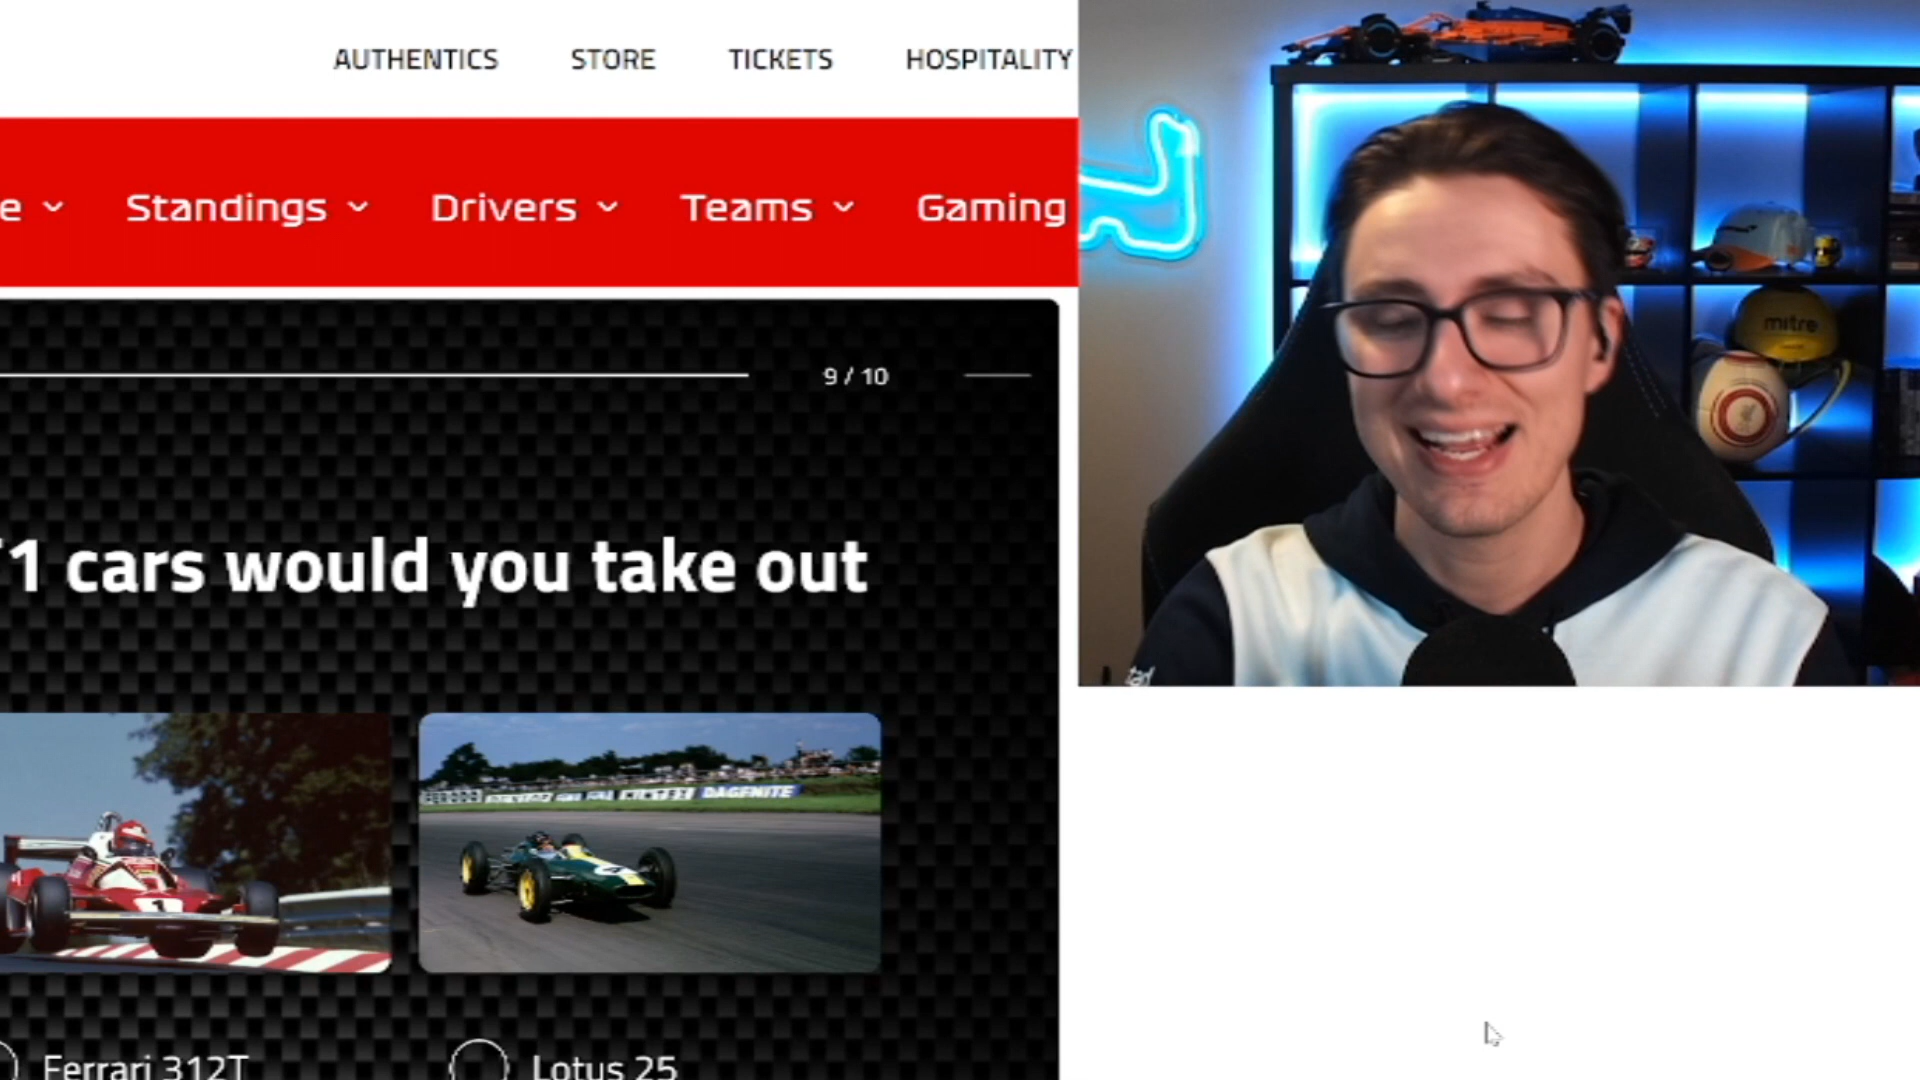 AUTHENTICS STORE TICKETS HOSPITALITY
e Standings Drivers Teams Gaming
9 / 10
F1 cars would you take out
mitre
DAGENITE
1
Ferrari 312T Lotus 25